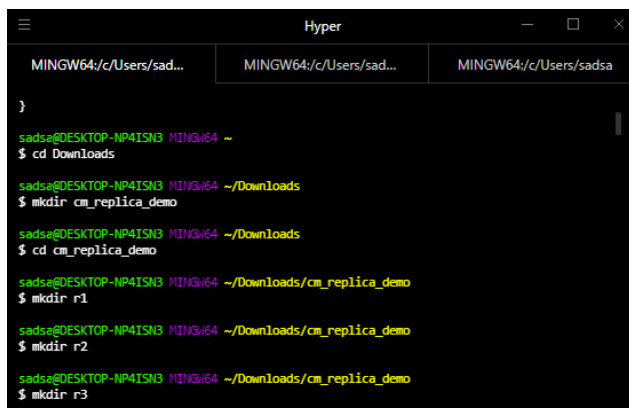 Hyper
MINGW64:/c/Users/sad... MINGW64:/c/Users/sad... MINGW64:/c/Users/sadsa
}
sadsa@DESKTOP-NP4ISN3 MINGW64 ~
$ cd Downloads
sadsa@DESKTOP-NP4ISN3 MINGW64 ~/Downloads
$ mkdir cm_replica_demo
sadsa@DESKTOP-NP4ISN3 MINGW64 ~/Downloads
$ cd cm_replica_demo
sadsa@DESKTOP-NP4ISN3 MINGW64 ~/Downloads/cm_replica_demo
$ mkdir r1
sadsa@DESKTOP-NP4ISN3 MINGW64 ~/Downloads/cm_replica_demo
$ mkdir r2
sadsa@DESKTOP-NP4ISN3 MINGW64 ~/Downloads/cm_replica_demo
$ mkdir r3